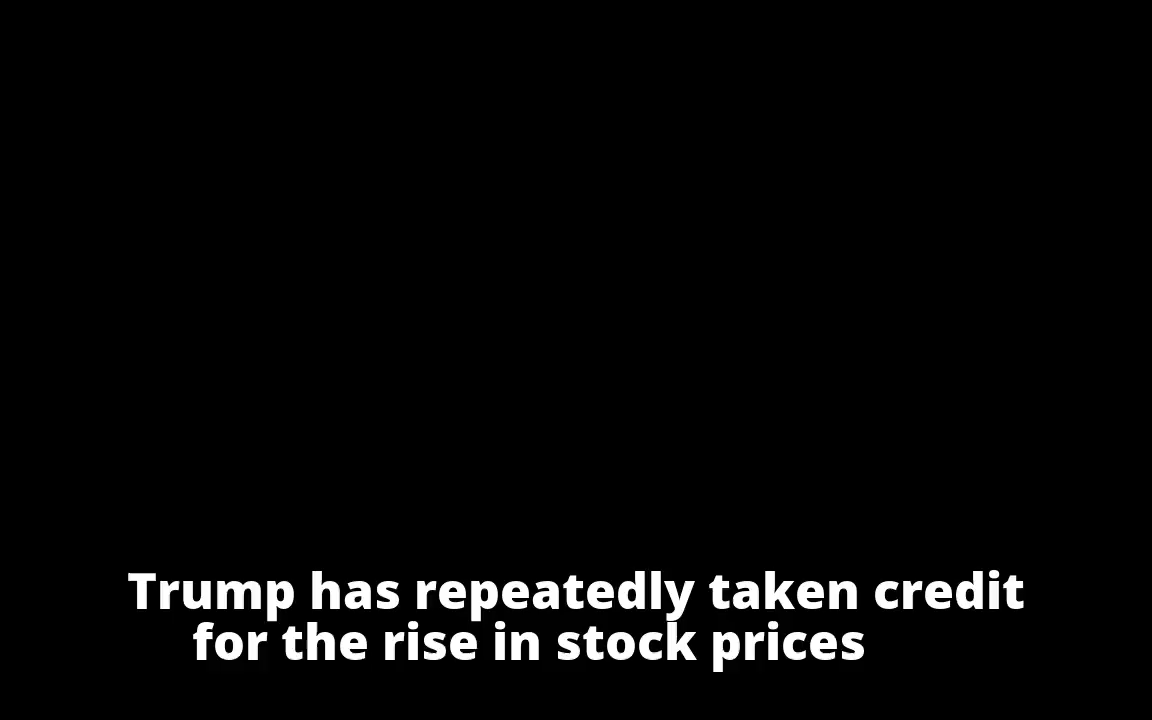 Trump has repeatedly taken credit
for the rise in stock prices